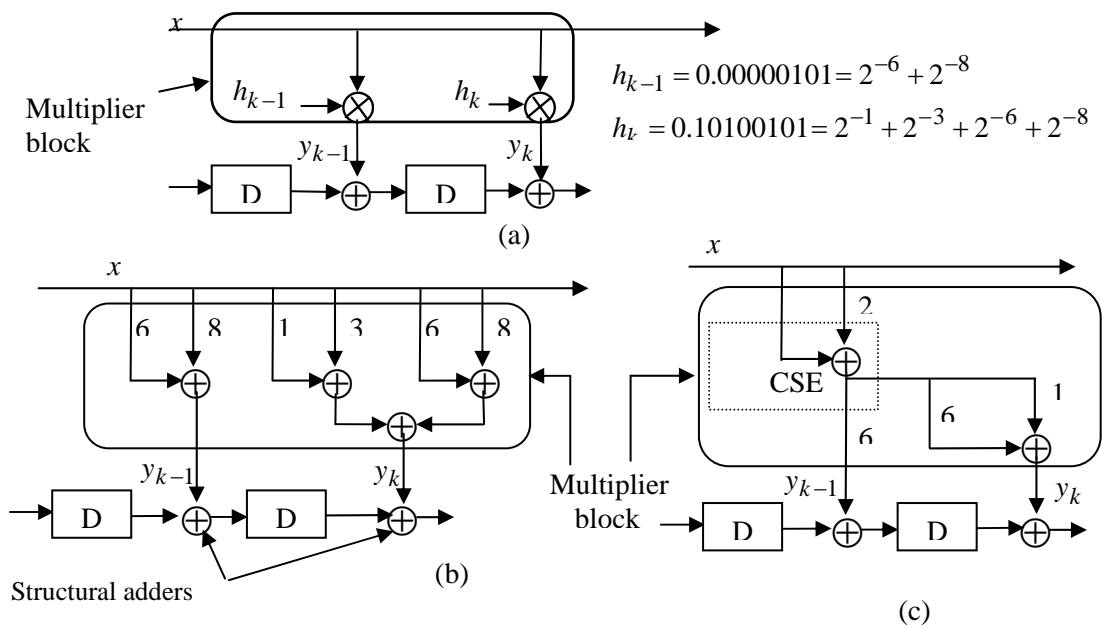 x
h_{k-1} = 0.00000101 = 2^{-6} + 2^{-8}
h_k = 0.10100101 = 2^{-1} + 2^{-3} + 2^{-6} + 2^{-8}
Multiplier
block
h_{k-1}
h_k
y_{k-1}
y_k
D
D
(a)
x
6
8
1
3
6
8
y_{k-1}
y_k
D
D
Structural adders
(b)
Multiplier
block
x
2
CSE
6
6
1
y_{k-1}
y_k
D
D
(c)